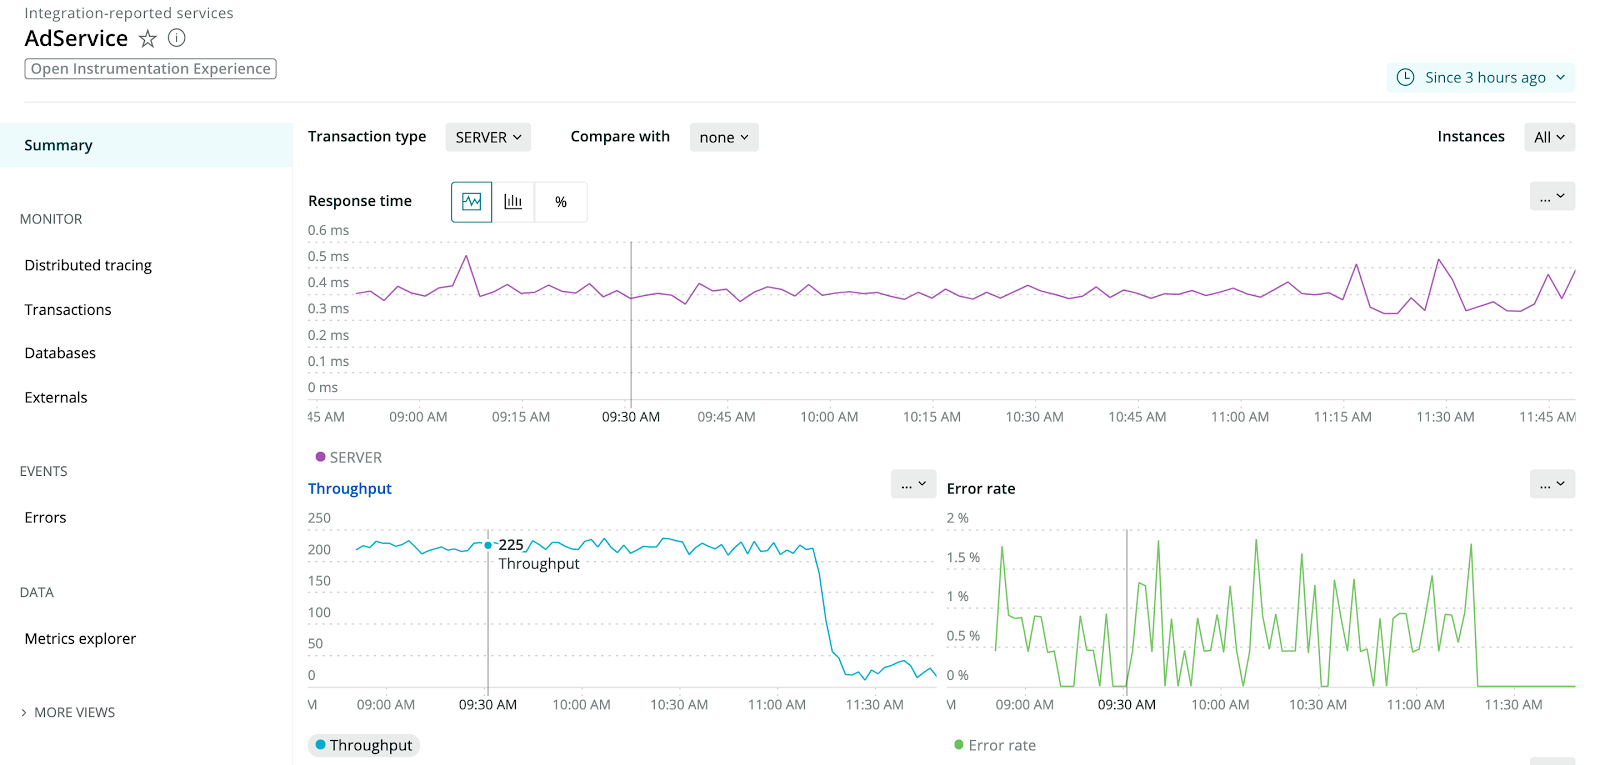 Integration-reported services
AdService
Open Instrumentation Experience
Since 3 hours ago
Summary
MONITOR
Distributed tracing
Transactions
Databases
Externals
EVENTS
Errors
DATA
Metrics explorer
MORE VIEWS
Transaction type SERVER Compare with none Instances All
Response time % ...
0.6 ms
0.5 ms
0.4 ms
0.3 ms
0.2 ms
0.1 ms
0 ms
45 AM 09:00 AM 09:15 AM 09:30 AM 09:45 AM 10:00 AM 10:15 AM 10:30 AM 10:45 AM 11:00 AM 11:15 AM 11:30 AM 11:45 AM
SERVER
Throughput ...
250
200
150
100
50
0
225
Throughput
09:00 AM 09:30 AM 10:00 AM 10:30 AM 11:00 AM 11:30 AM
Throughput
Error rate ...
2 %
1.5 %
1 %
0.5 %
0 %
09:00 AM 09:30 AM 10:00 AM 10:30 AM 11:00 AM 11:30 AM
Error rate